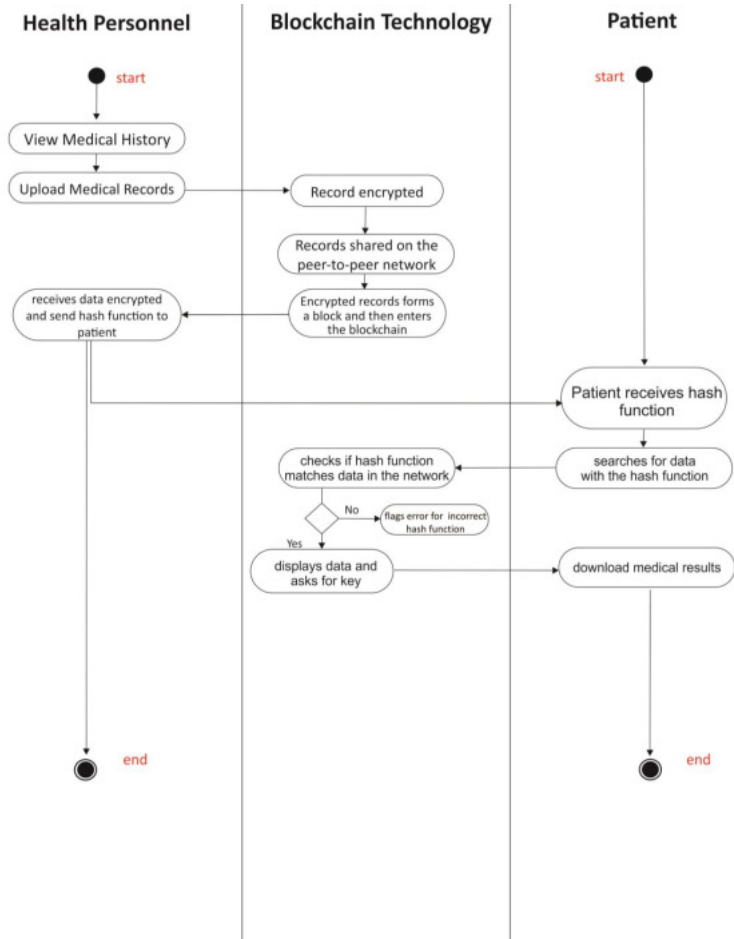 Health Personnel
Blockchain Technology
Patient
start
start
View Medical History
Upload Medical Records
Record encrypted
Records shared on the
peer-to-peer network
receives data encrypted
and send hash function to
patient
Encrypted records forms
a block and then enters
the blockchain
Patient receives hash
function
checks if hash function
matches data in the network
searches for data
with the hash function
No
flags error for incorrect
hash function
Yes
displays data and
asks for key
download medical results
end
end